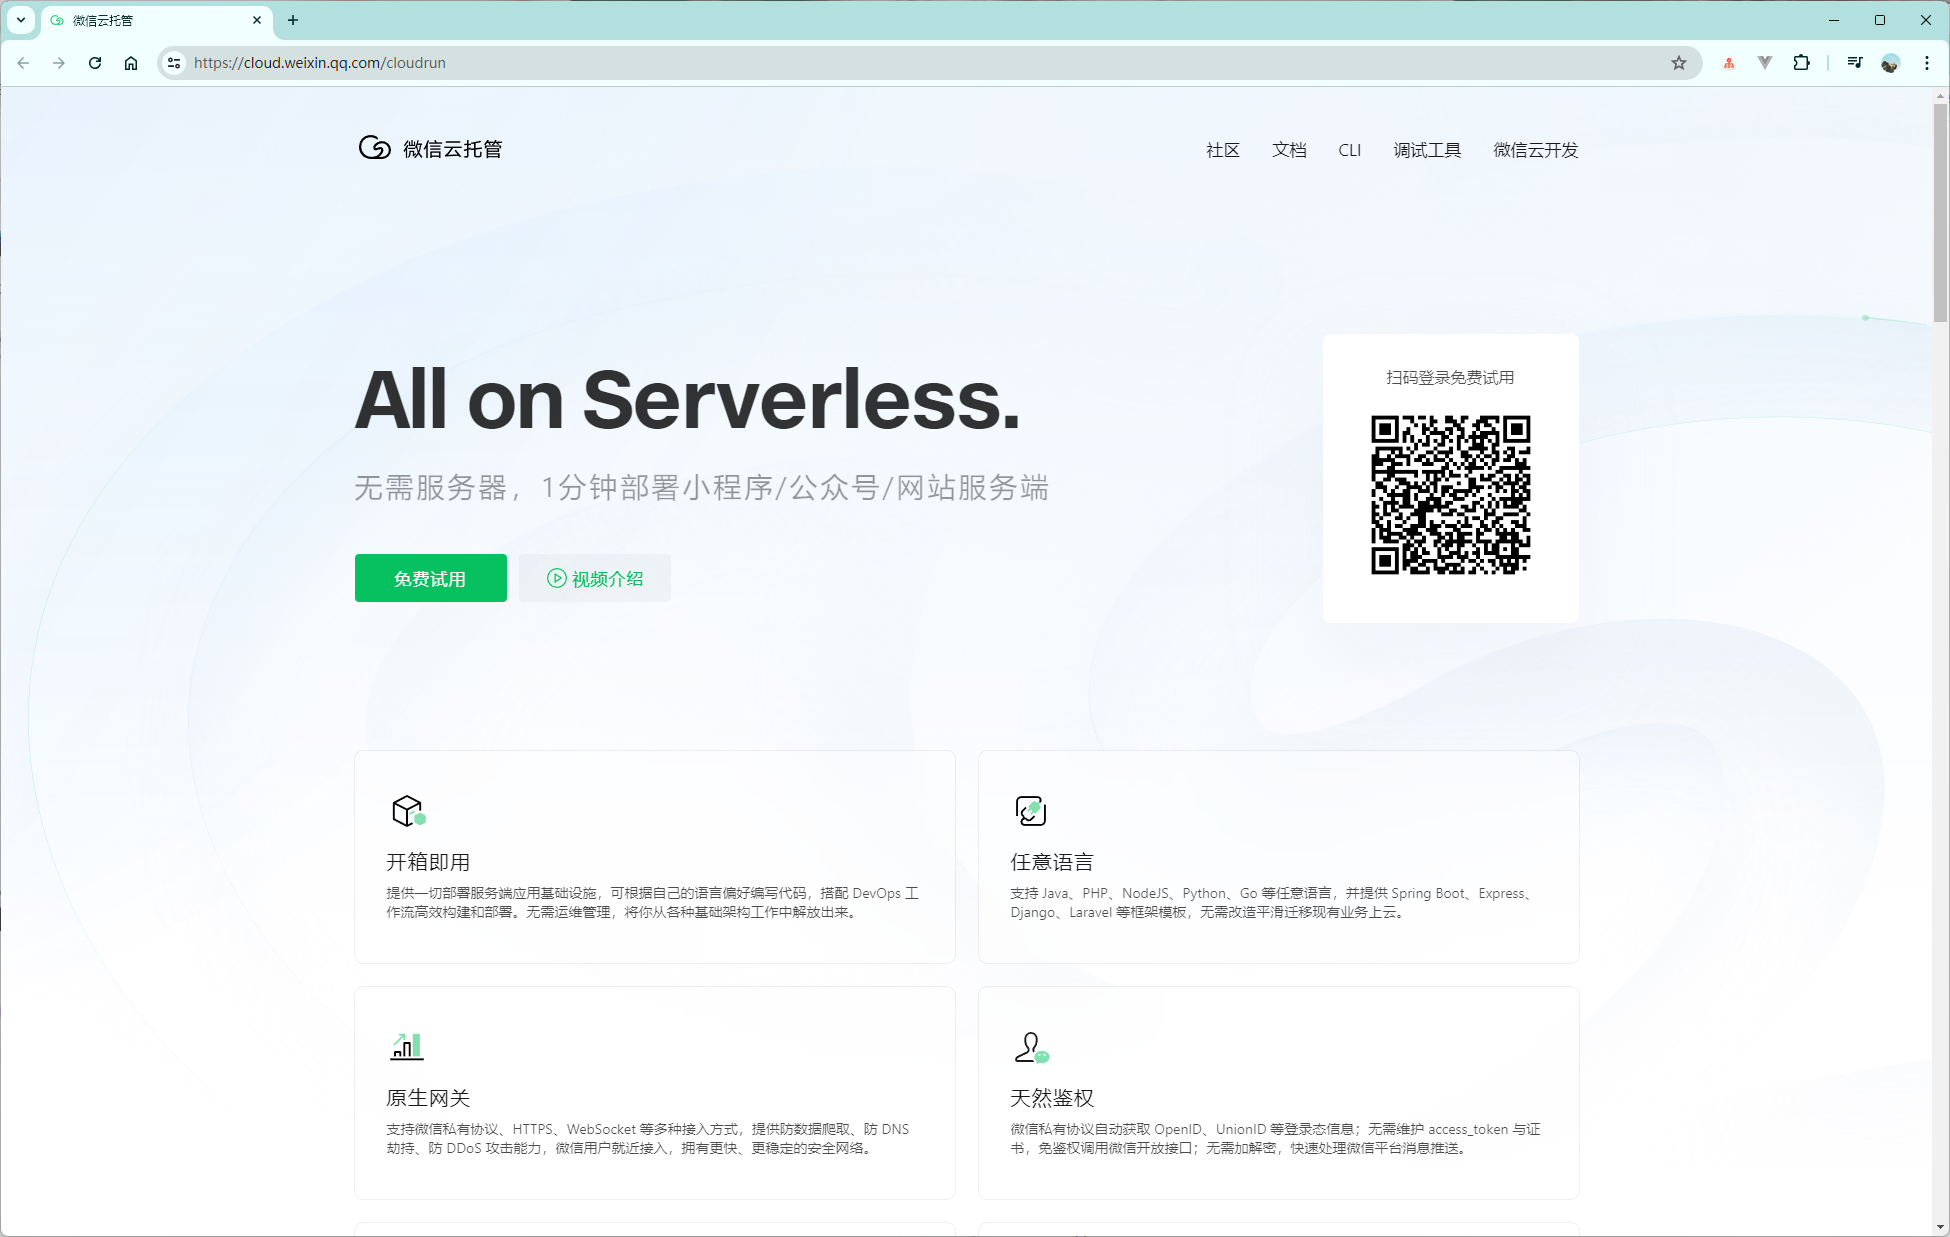 微信云托管
https://cloud.weixin.qq.com/cloudrun
微信云托管
社区 文档 CLI 调试工具 微信云开发
All on Serverless.
无需服务器，1分钟部署小程序/公众号/网站服务端
免费试用
视频介绍
扫码登录免费试用
开箱即用
提供一切部署服务端应用基础设施，可根据自己的语言偏好编写代码，搭配 DevOps 工
作流高效构建和部署。无需运维管理，将你从各种基础架构工作中解放出来。
任意语言
支持 Java、PHP、NodeJS、Python、Go 等任意语言，并提供 Spring Boot、Express、
Django、Laravel 等框架模板，无需改造平滑迁移现有业务上云。
原生网关
支持微信私有协议、HTTPS、WebSocket 等多种接入方式，提供防数据爬取、防 DNS
劫持、防 DDoS 攻击能力，微信用户就近接入，拥有更快、更稳定的安全网络。
天然鉴权
微信私有协议自动获取 OpenID、UnionID 等登录态信息；无需维护 access_token 与证
书，免鉴权调用微信开放接口；无需加解密，快速处理微信平台消息推送。